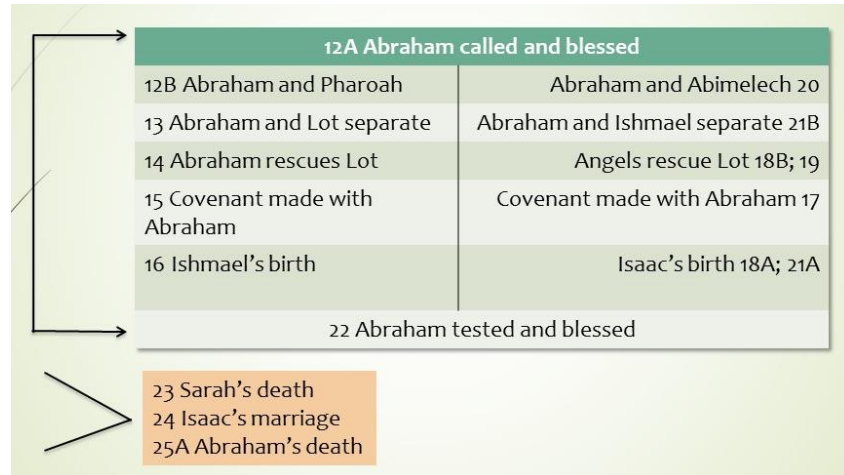 12A Abraham called and blessed
12B Abraham and Pharoah
Abraham and Abimelech 20
13 Abraham and Lot separate
Abraham and Ishmael separate 21B
14 Abraham rescues Lot
Angels rescue Lot 18B; 19
15 Covenant made with
Abraham
Covenant made with Abraham 17
16 Ishmael’s birth
Isaac’s birth 18A; 21A
22 Abraham tested and blessed
23 Sarah’s death
24 Isaac’s marriage
25A Abraham’s death